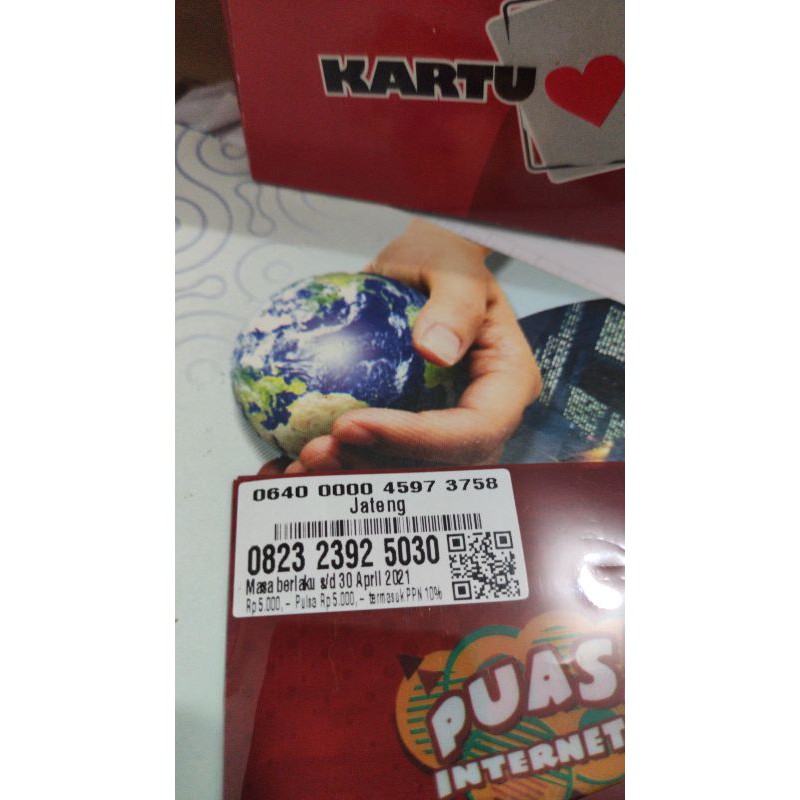 KARTU
0640 0000 4597 3758
Jateng
0823 2392 5030
Masa berlaku s/d 30 April 2021
Rp 5.000,- Pulsa Rp 5.000,- termasuk PPN 10%
PUAS
INTERNET